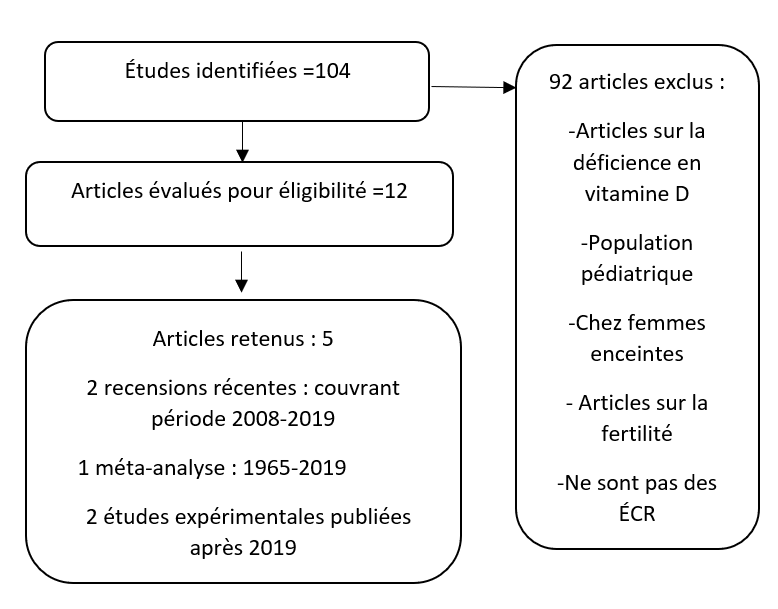 Études identifiées =104
Articles évalués pour éligibilité =12
Articles retenus : 5
2 recensions récentes : couvrant
période 2008-2019
1 méta-analyse : 1965-2019
2 études expérimentales publiées
après 2019
92 articles exclus :
-Articles sur la
déficience en
vitamine D
-Population
pédiatrique
-Chez femmes
enceintes
- Articles sur la
fertilité
-Ne sont pas des
ÉCR